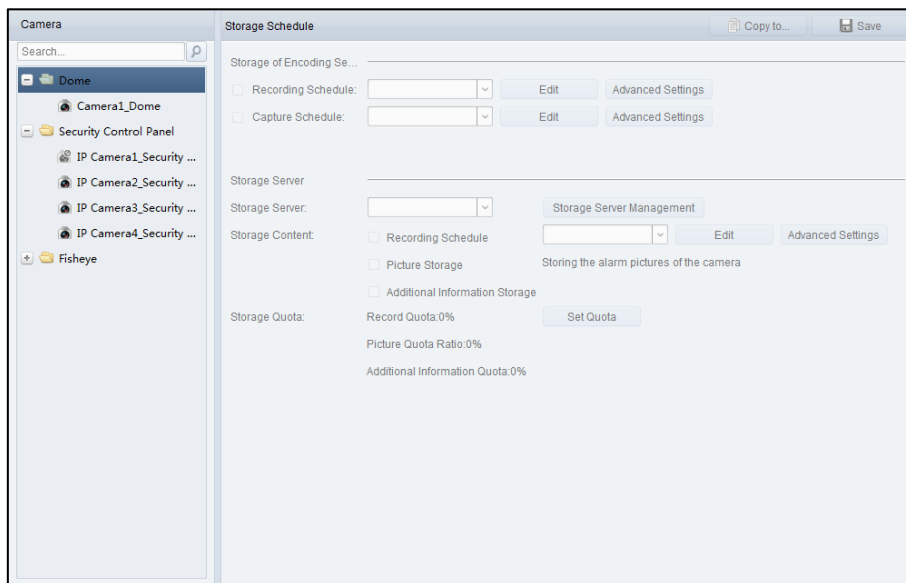 Camera
Search...
Dome
Camera1_Dome
Security Control Panel
IP Camera1_Security ...
IP Camera2_Security ...
IP Camera3_Security ...
IP Camera4_Security ...
Fisheye
Storage Schedule Copy to... Save
Storage of Encoding Se...
Recording Schedule: Edit Advanced Settings
Capture Schedule: Edit Advanced Settings
Storage Server
Storage Server: Storage Server Management
Storage Content: Recording Schedule Edit Advanced Settings
Picture Storage Storing the alarm pictures of the camera
Additional Information Storage
Storage Quota: Record Quota:0% Set Quota
Picture Quota Ratio:0%
Additional Information Quota:0%